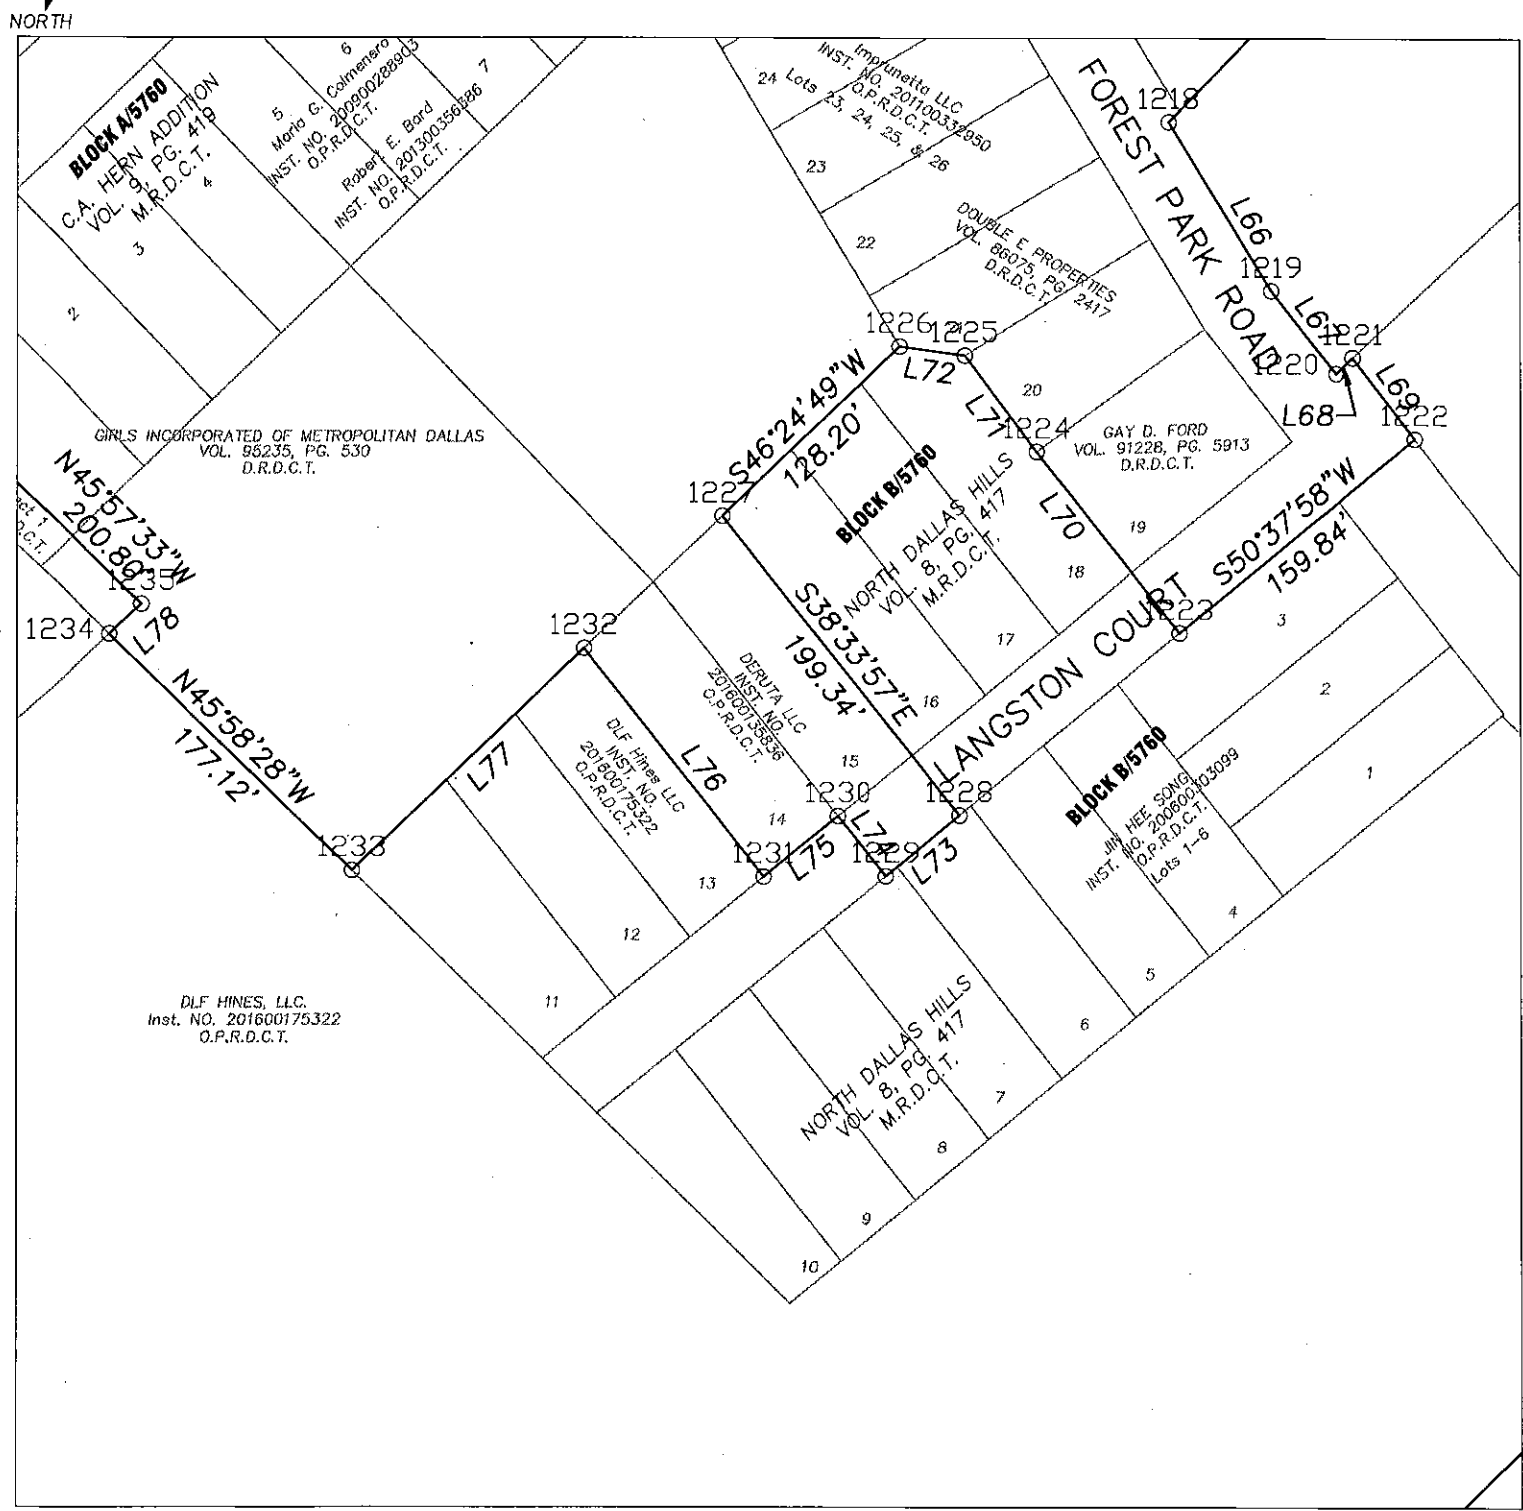 NORTH
BLOCK A/5760
C.A. HERN ADDITION
VOL. 9, PG. 419
M.R.D.C.T.
2
3
4
5
6
7
Maria G. Colmenero
INST. NO. 200900288903
O.P.R.D.C.T.
Robert E. Bard
INST. NO. 201300356386
O.P.R.D.C.T.
Imprunetta LLC
INST. NO. 201100332950
O.P.R.D.C.T.
Lots 23, 24, 25, & 26
24
23
22
21
20
19
18
17
16
15
14
13
12
11
DOUBLE E PROPERTIES
VOL. 86075, PG. 2417
D.R.D.C.T.
FOREST PARK ROAD
1218
L66
1219
L67
1220
1221
L68
L69
1222
1226
1225
L72
L71
1224
GAY D. FORD
VOL. 91228, PG. 5913
D.R.D.C.T.
S46°24'49"W
128.20'
BLOCK B/5760
NORTH DALLAS HILLS
VOL. 8, PG. 417
M.R.D.C.T.
L70
S50°37'58"W
159.84'
1223
LANGSTON COURT
GIRLS INCORPORATED OF METROPOLITAN DALLAS
VOL. 95235, PG. 530
D.R.D.C.T.
1227
S38°33'57"E
199.34'
N45°57'33"W
200.80'
1235
1234
L78
N45°58'28"W
177.12'
1232
DERUTA LLC
INST. NO.
201600135836
O.P.R.D.C.T.
DLF Hines LLC
INST. NO.
201600175322
O.P.R.D.C.T.
L76
L77
1230
1228
1233
1231
L75
L74
1229
L73
BLOCK B/5760
JIN HEE SONG
INST. NO. 200600303099
O.P.R.D.C.T.
Lots 1-6
3
2
1
4
5
6
7
8
9
10
DLF HINES, LLC.
Inst. NO. 201600175322
O.P.R.D.C.T.
NORTH DALLAS HILLS
VOL. 8, PG. 417
M.R.D.C.T.